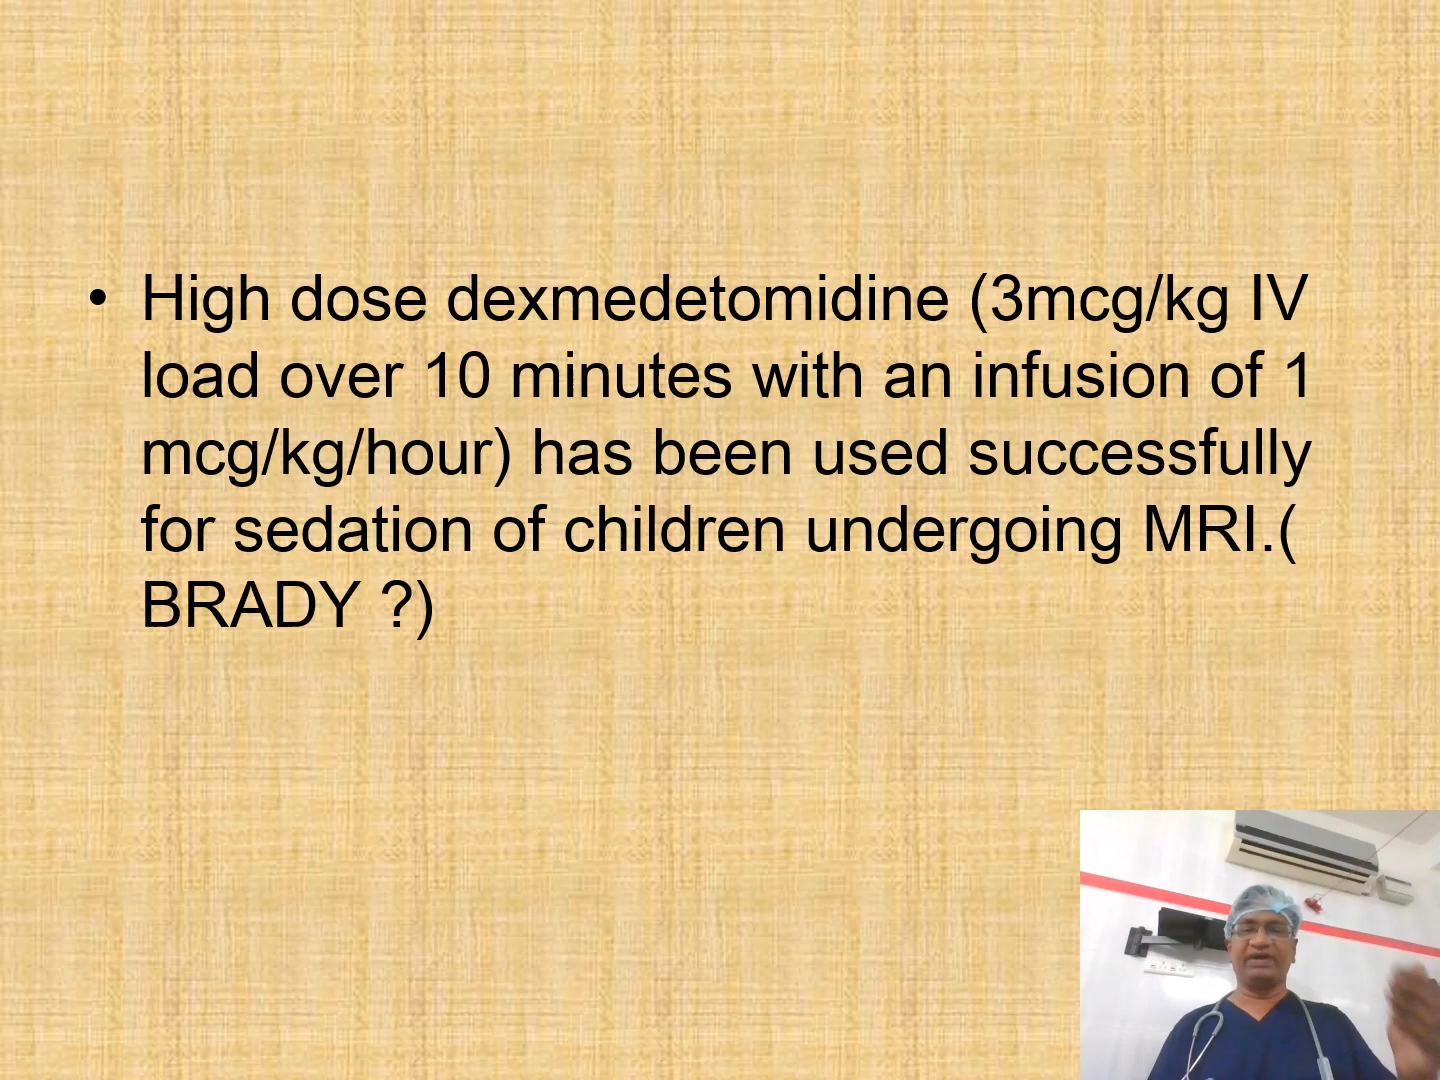 • High dose dexmedetomidine (3mcg/kg IV
load over 10 minutes with an infusion of 1
mcg/kg/hour) has been used successfully
for sedation of children undergoing MRI.(
BRADY ?)